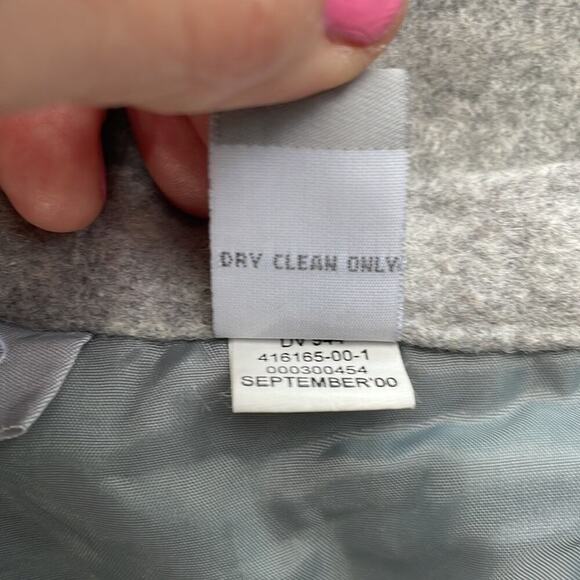 DRY CLEAN ONLY
416165-00-1
000300454
SEPTEMBER'00